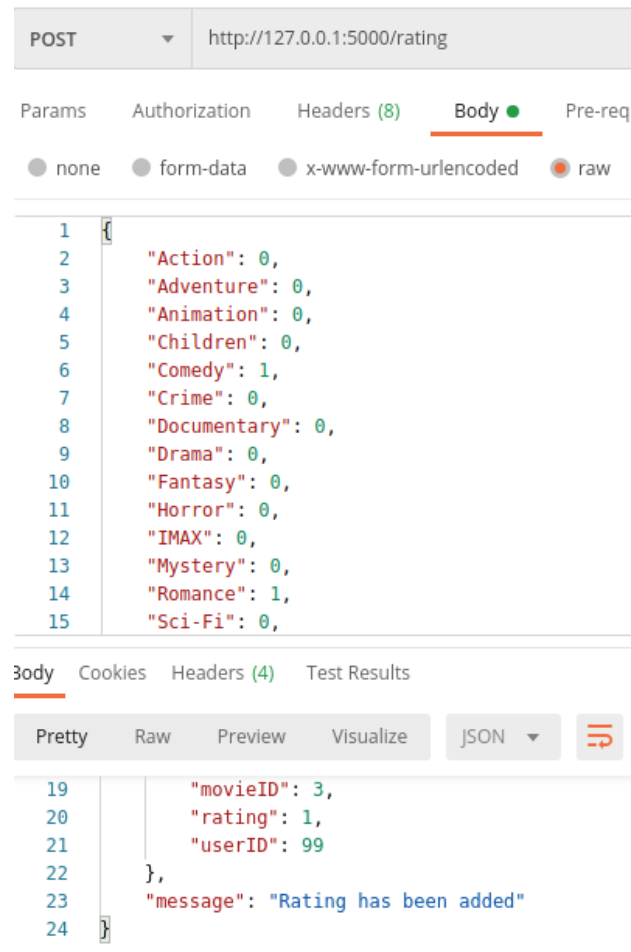 POST http://127.0.0.1:5000/rating
Params Authorization Headers (8) Body Pre-req
none form-data x-www-form-urlencoded raw
1 {
2 "Action": 0,
3 "Adventure": 0,
4 "Animation": 0,
5 "Children": 0,
6 "Comedy": 1,
7 "Crime": 0,
8 "Documentary": 0,
9 "Drama": 0,
10 "Fantasy": 0,
11 "Horror": 0,
12 "IMAX": 0,
13 "Mystery": 0,
14 "Romance": 1,
15 "Sci-Fi": 0,
Body Cookies Headers (4) Test Results
Pretty Raw Preview Visualize JSON
19 "movieID": 3,
20 "rating": 1,
21 "userID": 99
22 },
23 "message": "Rating has been added"
24 }